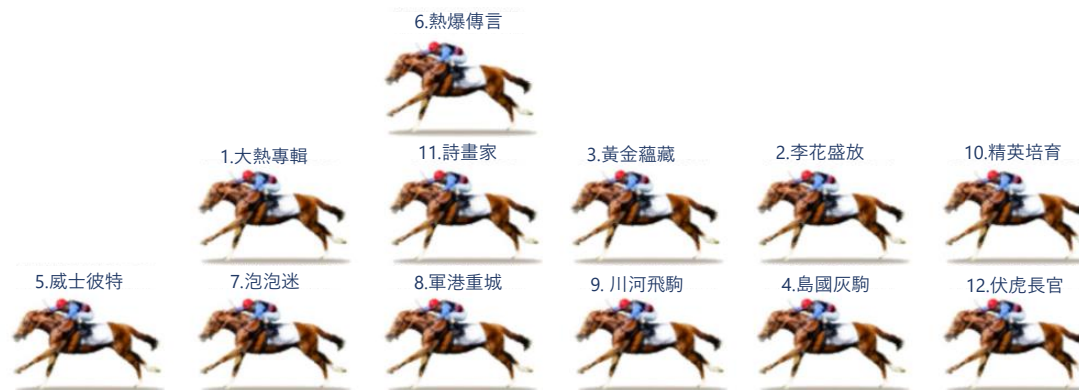 6.熱爆傳言
1.大熱專輯
11.詩畫家
3.黃金蘊藏
2.李花盛放
10.精英培育
5.威士彼特
7.泡泡迷
8.軍港重城
9. 川河飛駒
4.島國灰駒
12.伏虎長官